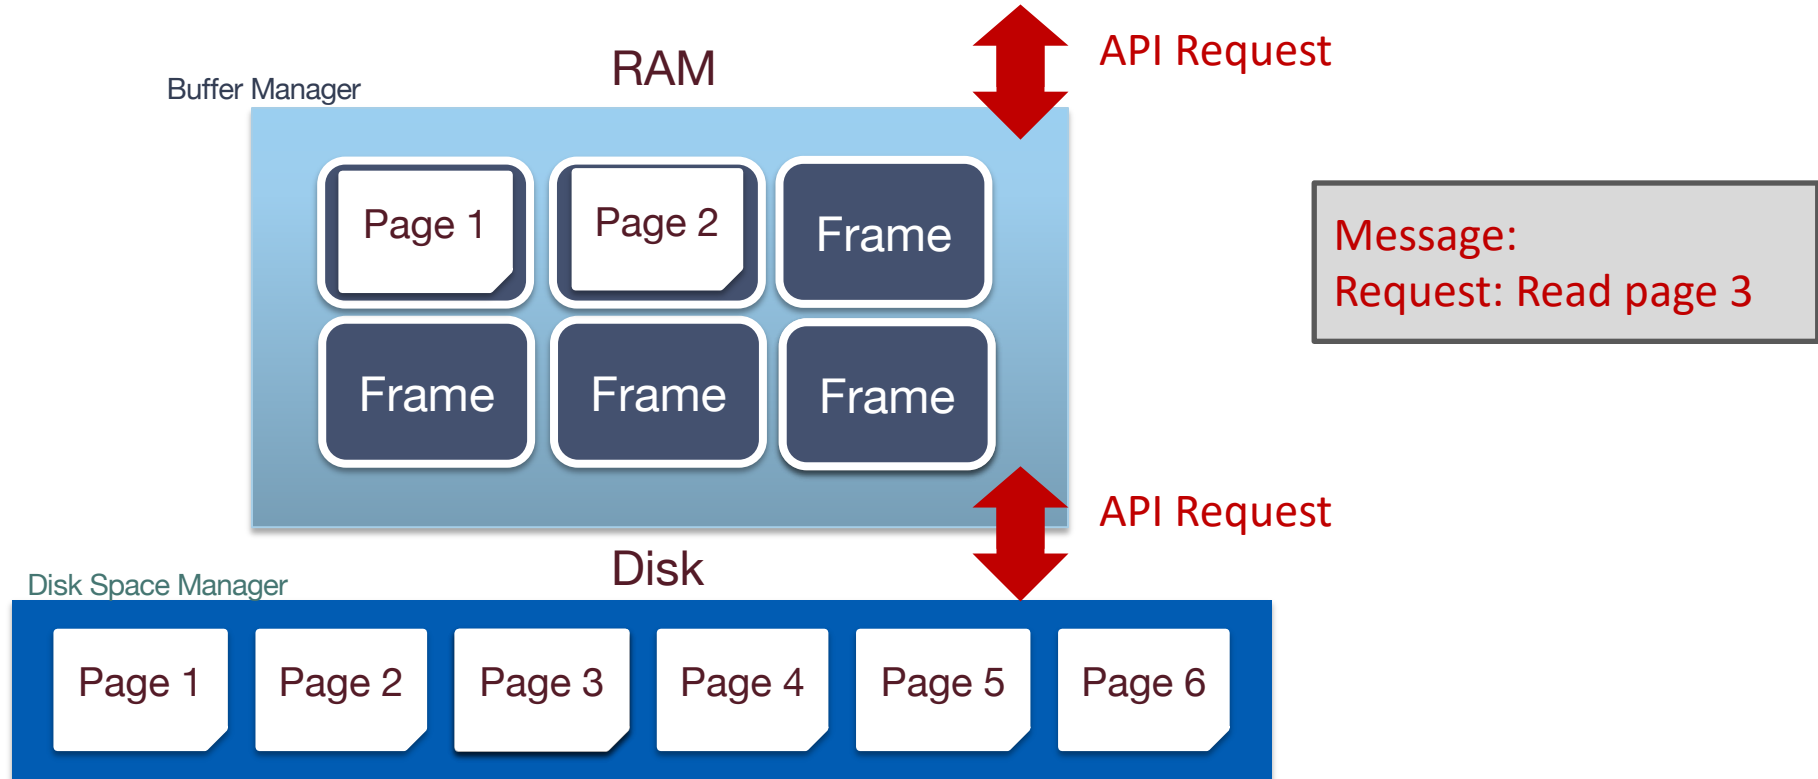 RAM
API Request
Buffer Manager
Page 1
Page 2
Frame
Message:
Request: Read page 3
Frame
Frame
Frame
API Request
Disk
Disk Space Manager
Page 1
Page 2
Page 3
Page 4
Page 5
Page 6